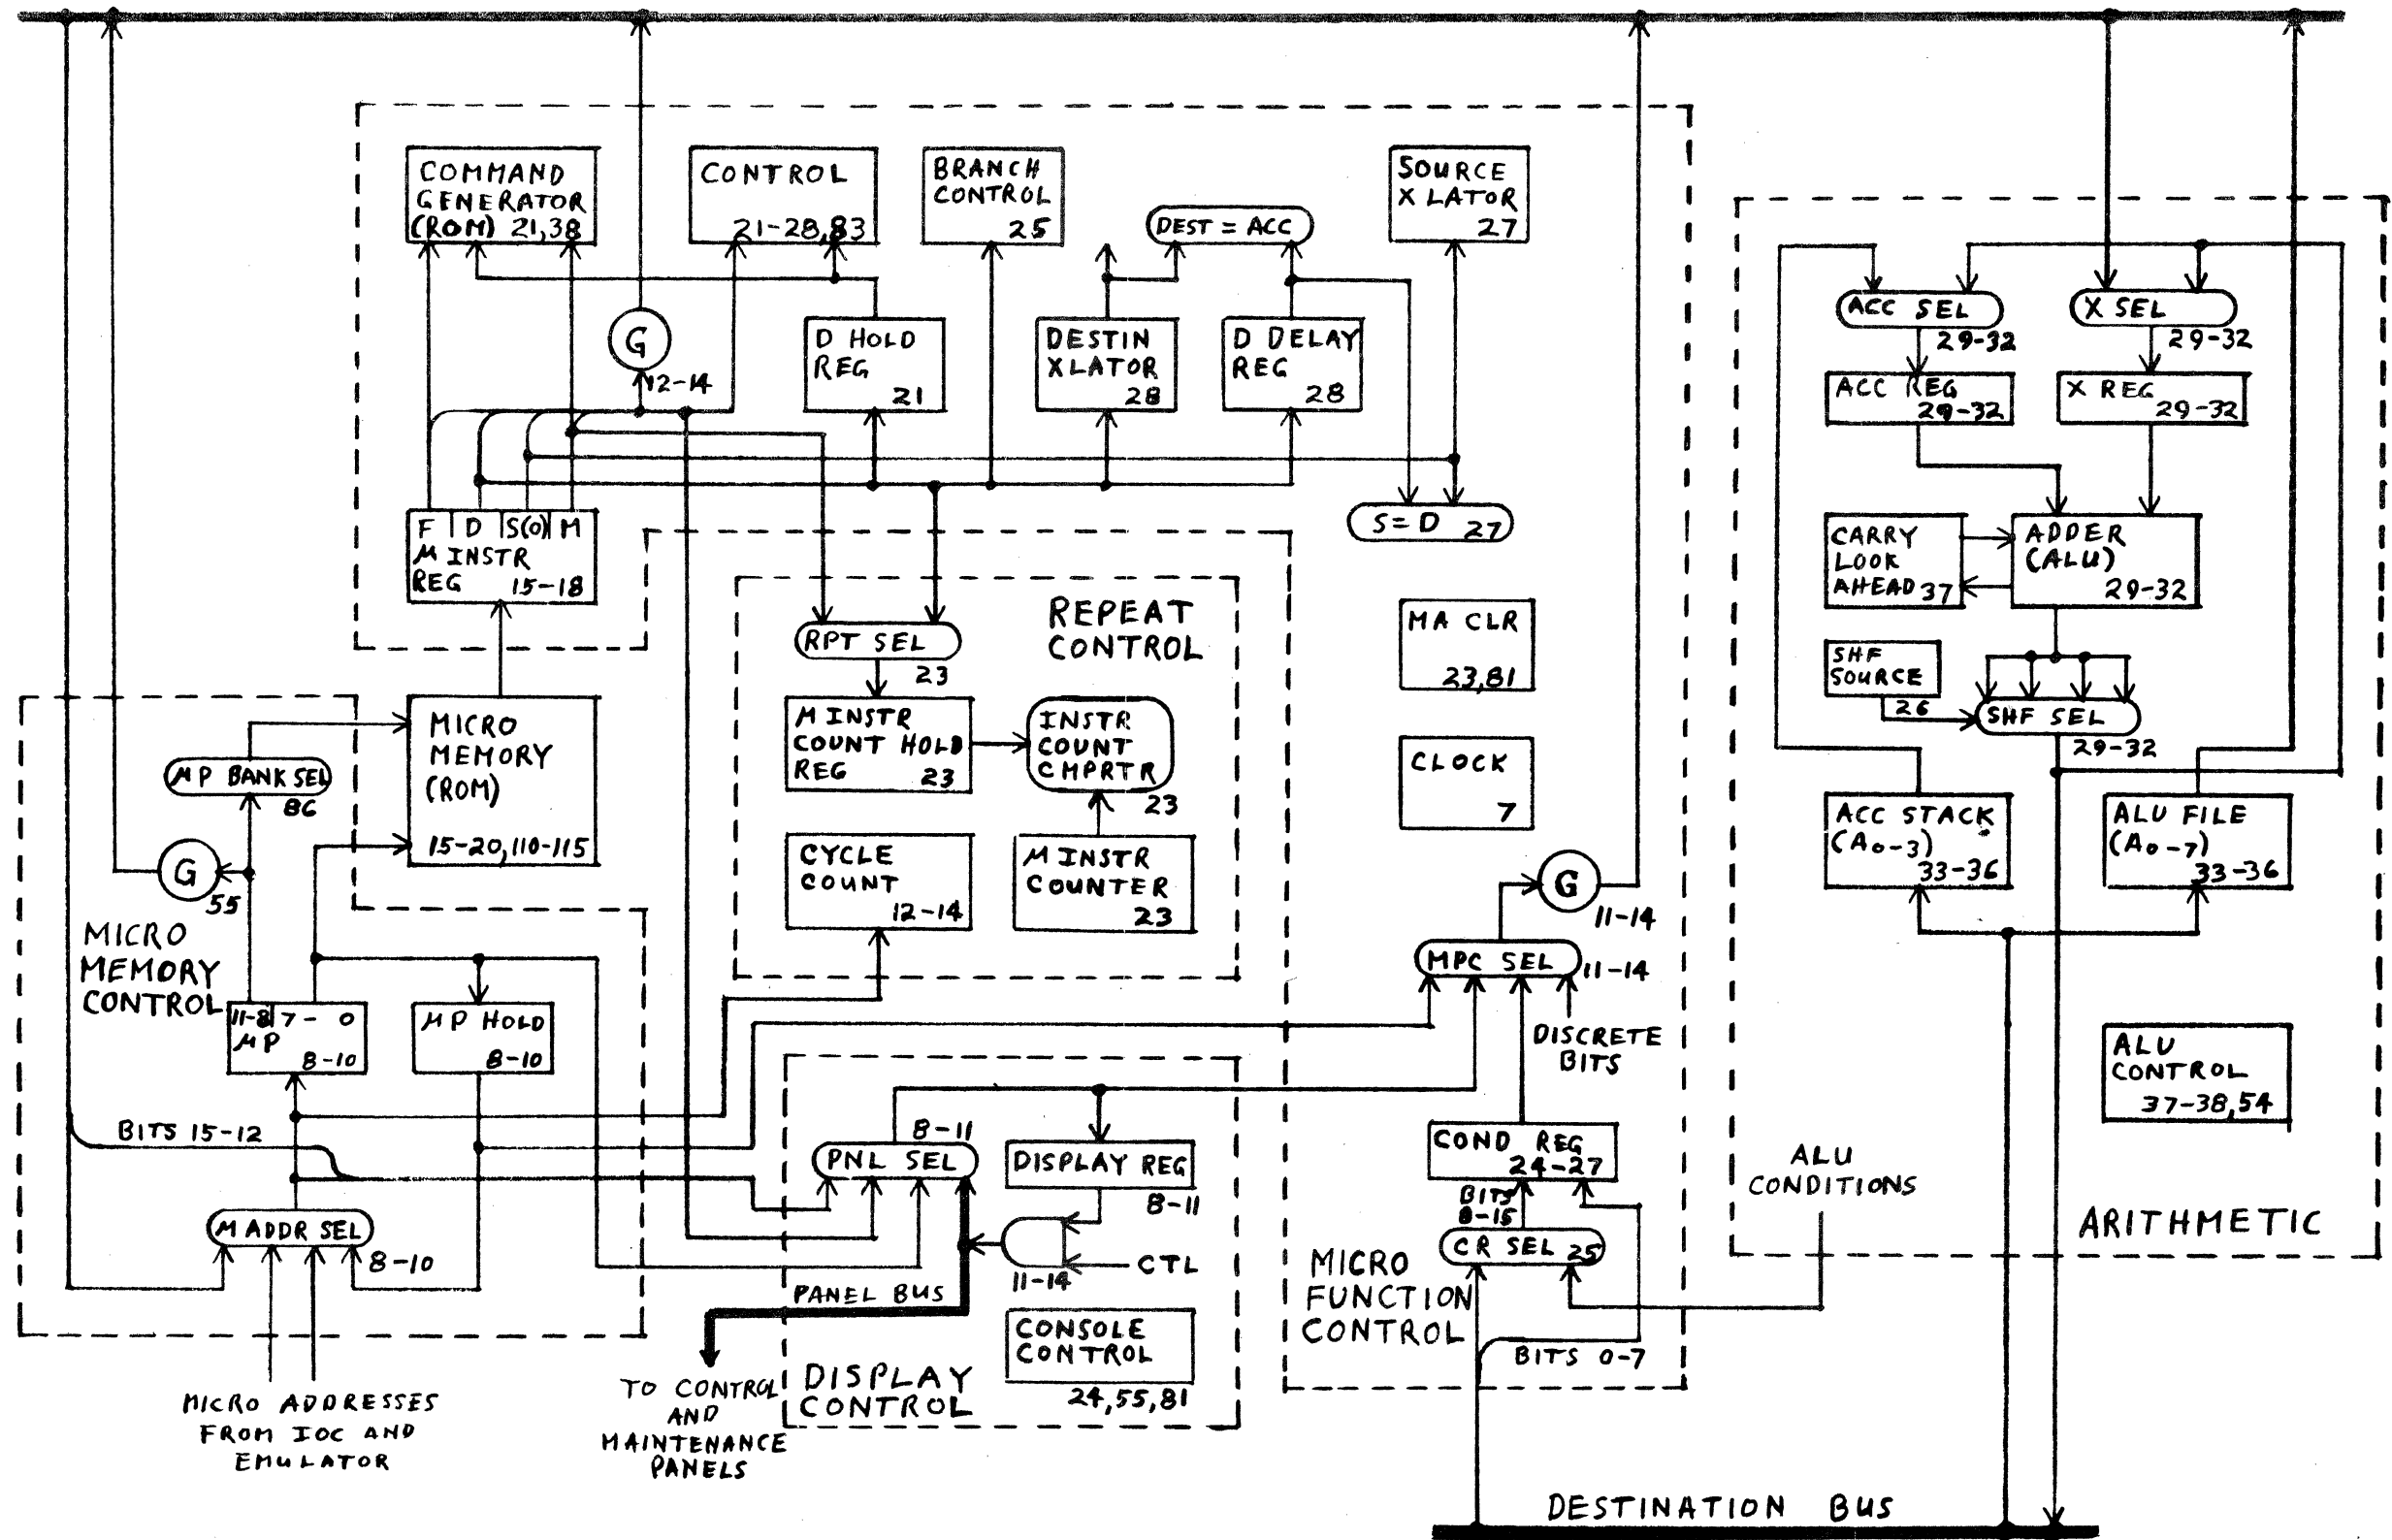 COMMAND
GENERATOR
(ROM) 21,38
CONTROL
21-28,83
BRANCH
CONTROL
25
DEST = ACC
SOURCE
X LATOR
27
G
12-14
D HOLD
REG
21
DESTIN
XLATOR
28
D DELAY
REG
28
F D S(0) M
M INSTR
REG 15-18
S = D 27
ACC SEL
29-32
X SEL
29-32
ACC REG
29-32
X REG
29-32
CARRY
LOOK
AHEAD 37
ADDER
(ALU)
29-32
SHF
SOURCE
26
SHF SEL
29-32
ACC STACK
(A0-3)
33-36
ALU FILE
(A0-7)
33-36
ALU
CONTROL
37-38,54
ARITHMETIC
REPEAT
CONTROL
RPT SEL
23
M INSTR
COUNT HOLD
REG 23
INSTR
COUNT
CMPRTR
23
CYCLE
COUNT
12-14
M INSTR
COUNTER
23
MA CLR
23,81
CLOCK
7
G
11-14
MPC SEL
11-14
DISCRETE
BITS
COND REG
24-27
BITS
8-15
CR SEL 25
BITS 0-7
MICRO
FUNCTION
CONTROL
ALU
CONDITIONS
MICRO
MEMORY
(ROM)
15-20,110-115
MP BANK SEL
86
G
55
MICRO
MEMORY
CONTROL
11-8 7- 0
MP
8-10
MP HOLD
8-10
BITS 15-12
M ADDR SEL
8-10
MICRO ADDRESSES
FROM IOC AND
EMULATOR
8-11
PNL SEL
DISPLAY REG
8-11
11-14
CTL
PANEL BUS
CONSOLE
CONTROL
24,55,81
DISPLAY
CONTROL
TO CONTROL
AND
MAINTENANCE
PANELS
DESTINATION BUS